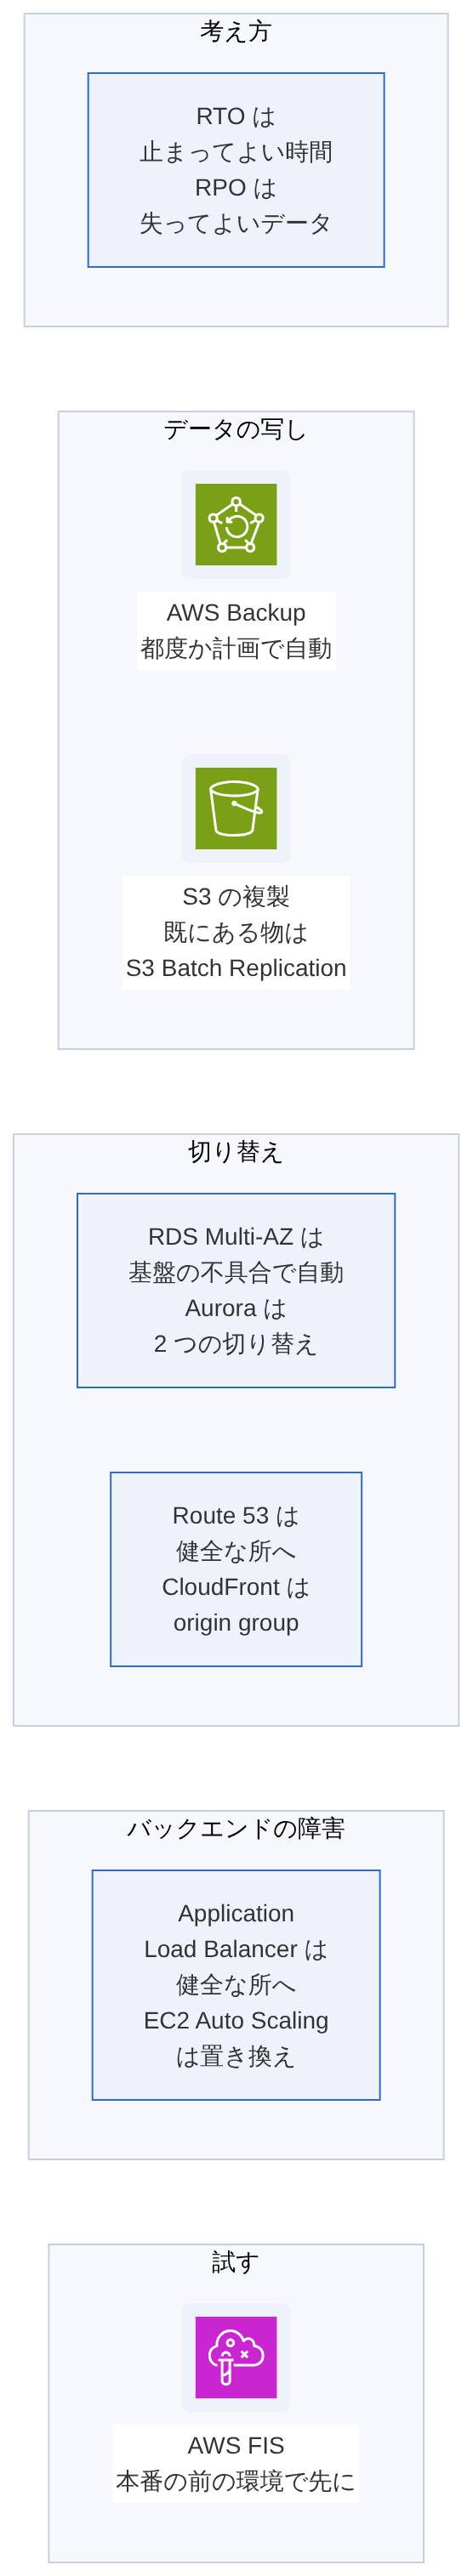 考え方
RTO は
止まってよい時間
RPO は
失ってよいデータ
データの写し
AWS Backup
都度か計画で自動
S3 の複製
既にある物は
S3 Batch Replication
切り替え
RDS Multi-AZ は
基盤の不具合で自動
Aurora は
2 つの切り替え
Route 53 は
健全な所へ
CloudFront は
origin group
バックエンドの障害
Application
Load Balancer は
健全な所へ
EC2 Auto Scaling
は置き換え
試す
AWS FIS
本番の前の環境で先に